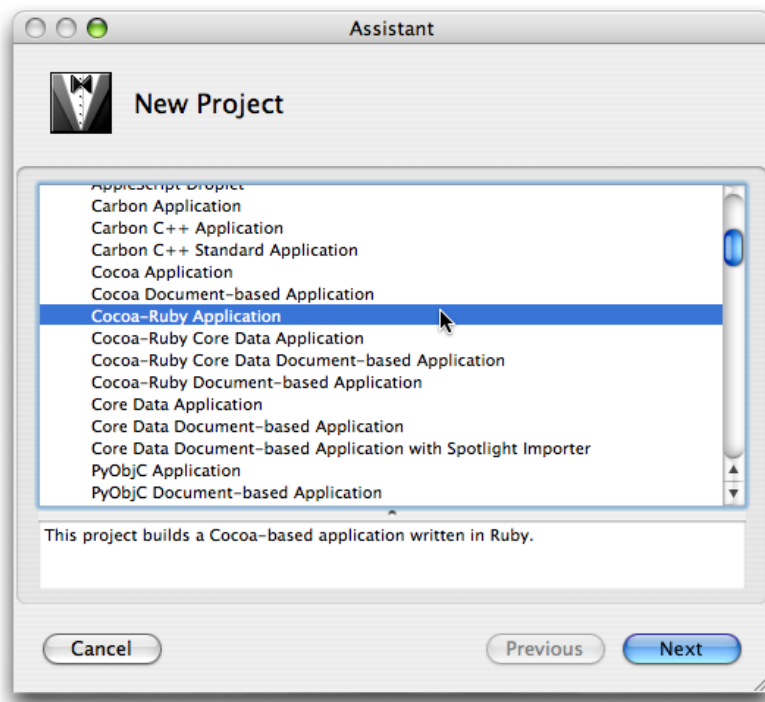 Assistant
New Project
AppleScript Droplet
Carbon Application
Carbon C++ Application
Carbon C++ Standard Application
Cocoa Application
Cocoa Document-based Application
Cocoa-Ruby Application
Cocoa-Ruby Core Data Application
Cocoa-Ruby Core Data Document-based Application
Cocoa-Ruby Document-based Application
Core Data Application
Core Data Document-based Application
Core Data Document-based Application with Spotlight Importer
PyObjC Application
PyObjC Document-based Application
This project builds a Cocoa-based application written in Ruby.
Cancel
Previous
Next